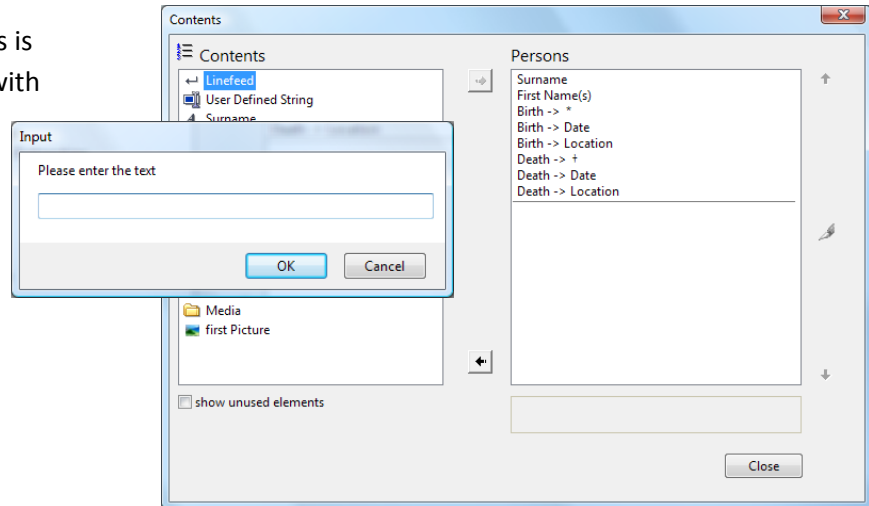 s is
with
Contents
Contents
Linefeed
User Defined String
Surname
Input
Please enter the text
OK Cancel
Media
first Picture
show unused elements
Persons
Surname
First Name(s)
Birth -> *
Birth -> Date
Birth -> Location
Death -> †
Death -> Date
Death -> Location
Close